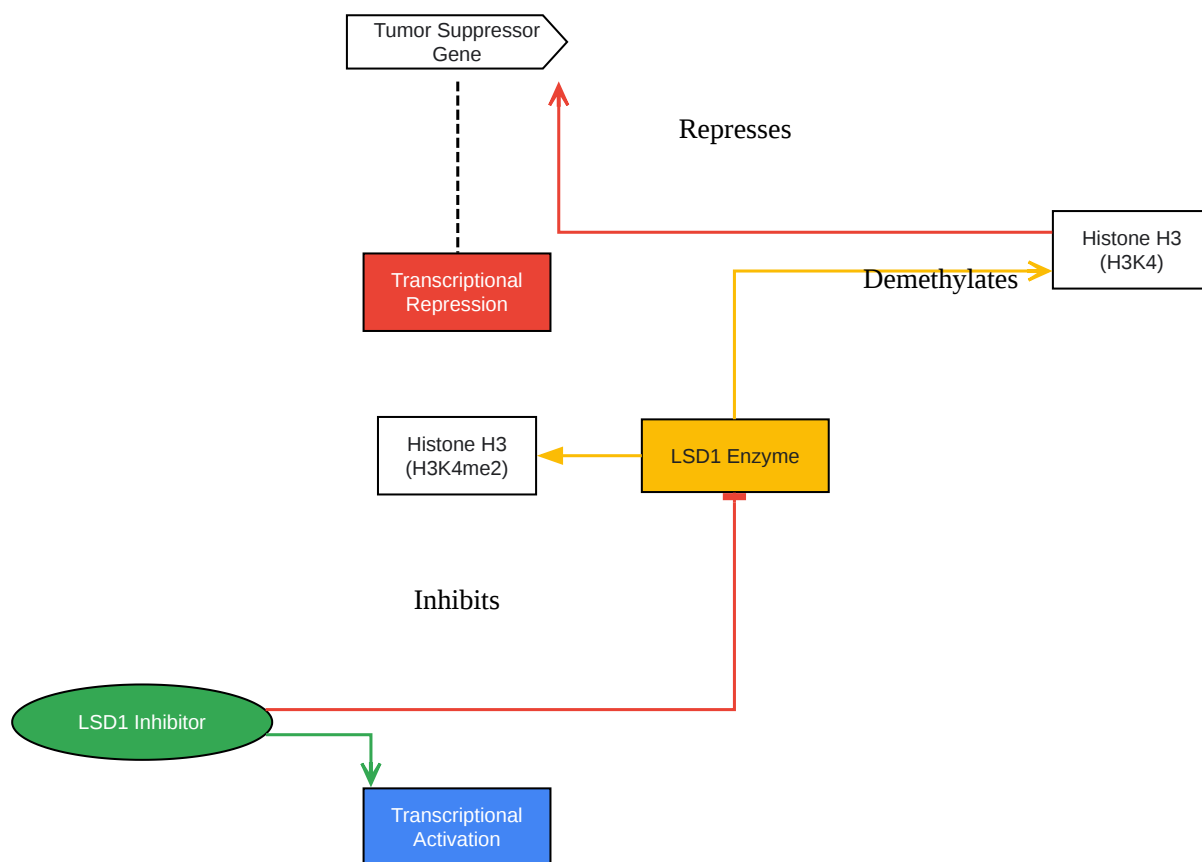 Tumor Suppressor
Gene
Represses
Histone H3
(H3K4)
Demethylates
Transcriptional
Repression
Histone H3
(H3K4me2)
LSD1 Enzyme
Inhibits
LSD1 Inhibitor
Transcriptional
Activation